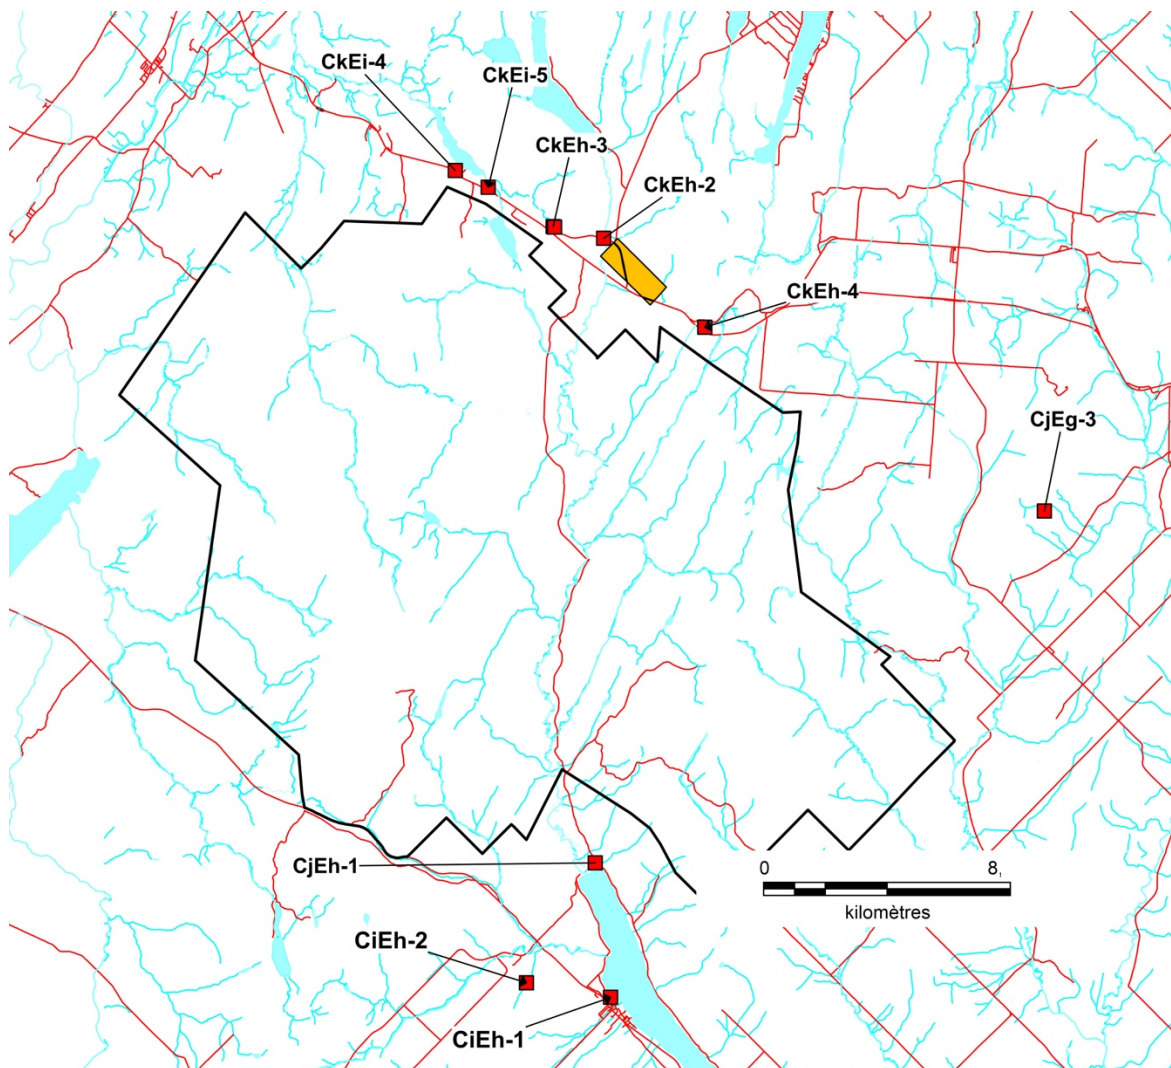 CkEi-4
CkEi-5
CkEh-3
CkEh-2
CkEh-4
CjEg-3
CjEh-1
0 8,
kilomètres
CiEh-2
CiEh-1